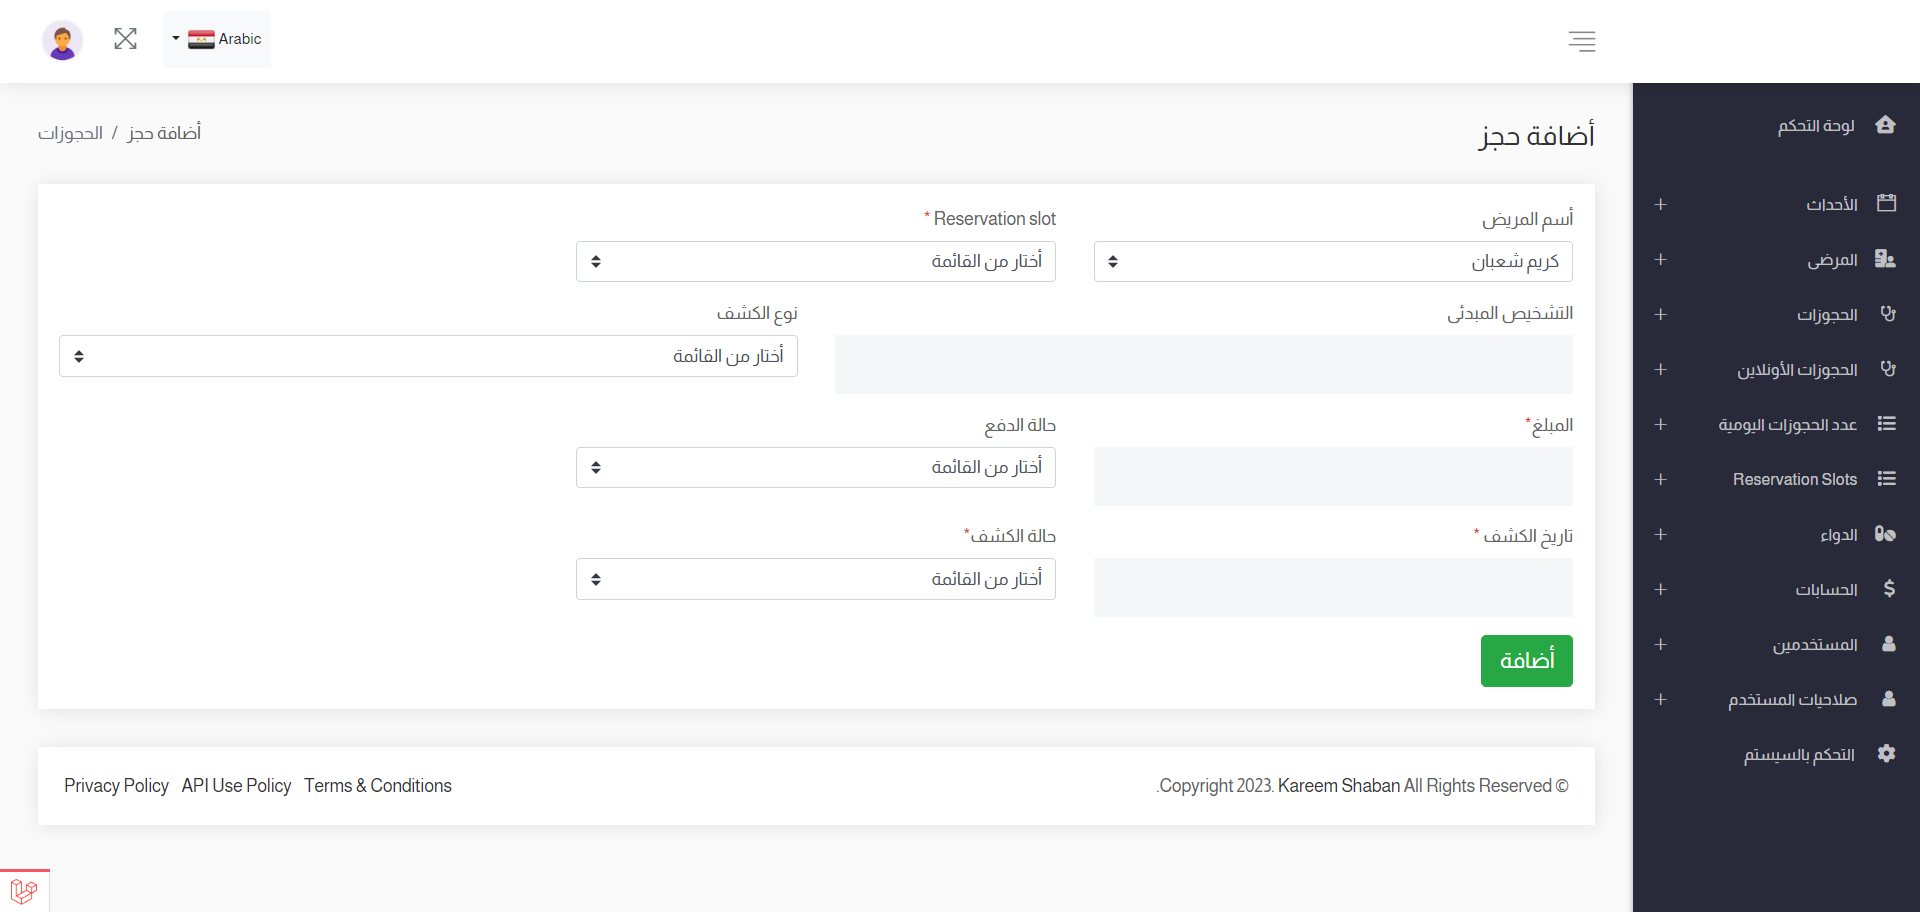 Arabic
لوحة التحكم
الأحداث
المرضى
الحجوزات
الحجوزات الأونلاين
عدد الحجوزات اليومية
Reservation Slots
الدواء
الحسابات
المستخدمين
صلاحيات المستخدم
التحكم بالسيستم
أضافة حجز
أضافة حجز / الحجوزات
أسم المريض
Reservation slot *
كريم شعبان
أختار من القائمة
التشخيص المبدئى
نوع الكشف
أختار من القائمة
المبلغ*
حالة الدفع
أختار من القائمة
تاريخ الكشف *
حالة الكشف*
أختار من القائمة
أضافة
.Copyright 2023. Kareem Shaban All Rights Reserved ©
Privacy Policy API Use Policy Terms & Conditions